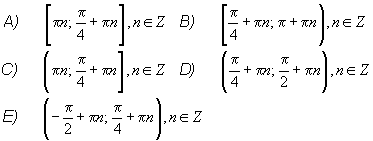 A) [πn; π/4 + πn], n ∈ Z B) [π/4 + πn; π + πn), n ∈ Z
C) (πn; π/4 + πn], n ∈ Z D) (π/4 + πn; π/2 + πn), n ∈ Z
E) (-π/2 + πn; π/4 + πn), n ∈ Z